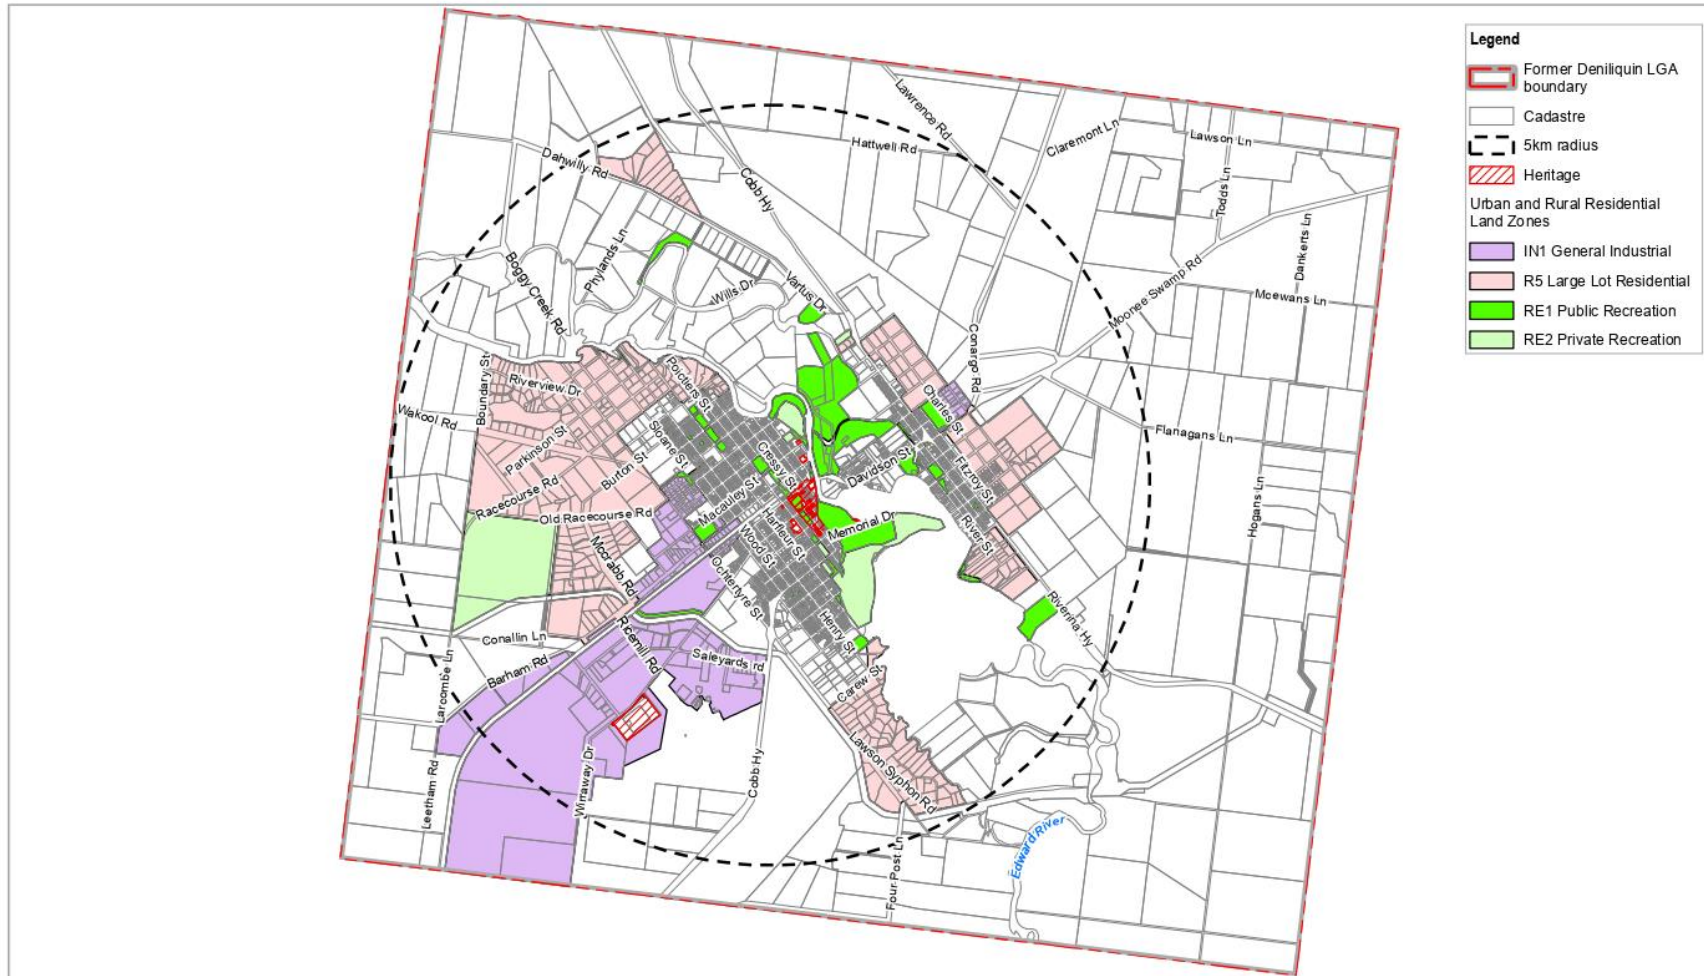 Legend
Former Deniliquin LGA
boundary
Cadastre
5km radius
Heritage
Urban and Rural Residential
Land Zones
IN1 General Industrial
R5 Large Lot Residential
RE1 Public Recreation
RE2 Private Recreation
Lawrence Rd
Hattwell Rd
Claremont Ln
Lawson Ln
Dahwilly Rd
Cobb Hy
Todds Ln
Dankerts Ln
Phylands Ln
Boggy Creek Rd
Wills Dr
Vartus Dr
Moonee Swamp Rd
Mcewans Ln
Conargo Rd
Boundary St
Riverview Dr
Poictiers St
Charles St
Wakool Rd
Parkinson St
Sloane St
Flanagans Ln
Burton St
Cressy St
Davidson St
Fitzroy St
Racecourse Rd
Macauley St
Hogans Ln
Old Racecourse Rd
Harfleur St
Memorial Dr
River St
Wood St
Moorabb Rd
Ochtertyre St
Riverina Hy
Conallin Ln
Ricemill Rd
Henry St
Saleyards rd
Barham Rd
Larcombe Ln
Carew St
Lawson Syphon Rd
Cobb Hy
Wirraway Dr
Leetham Rd
Four Post Ln
Edward River